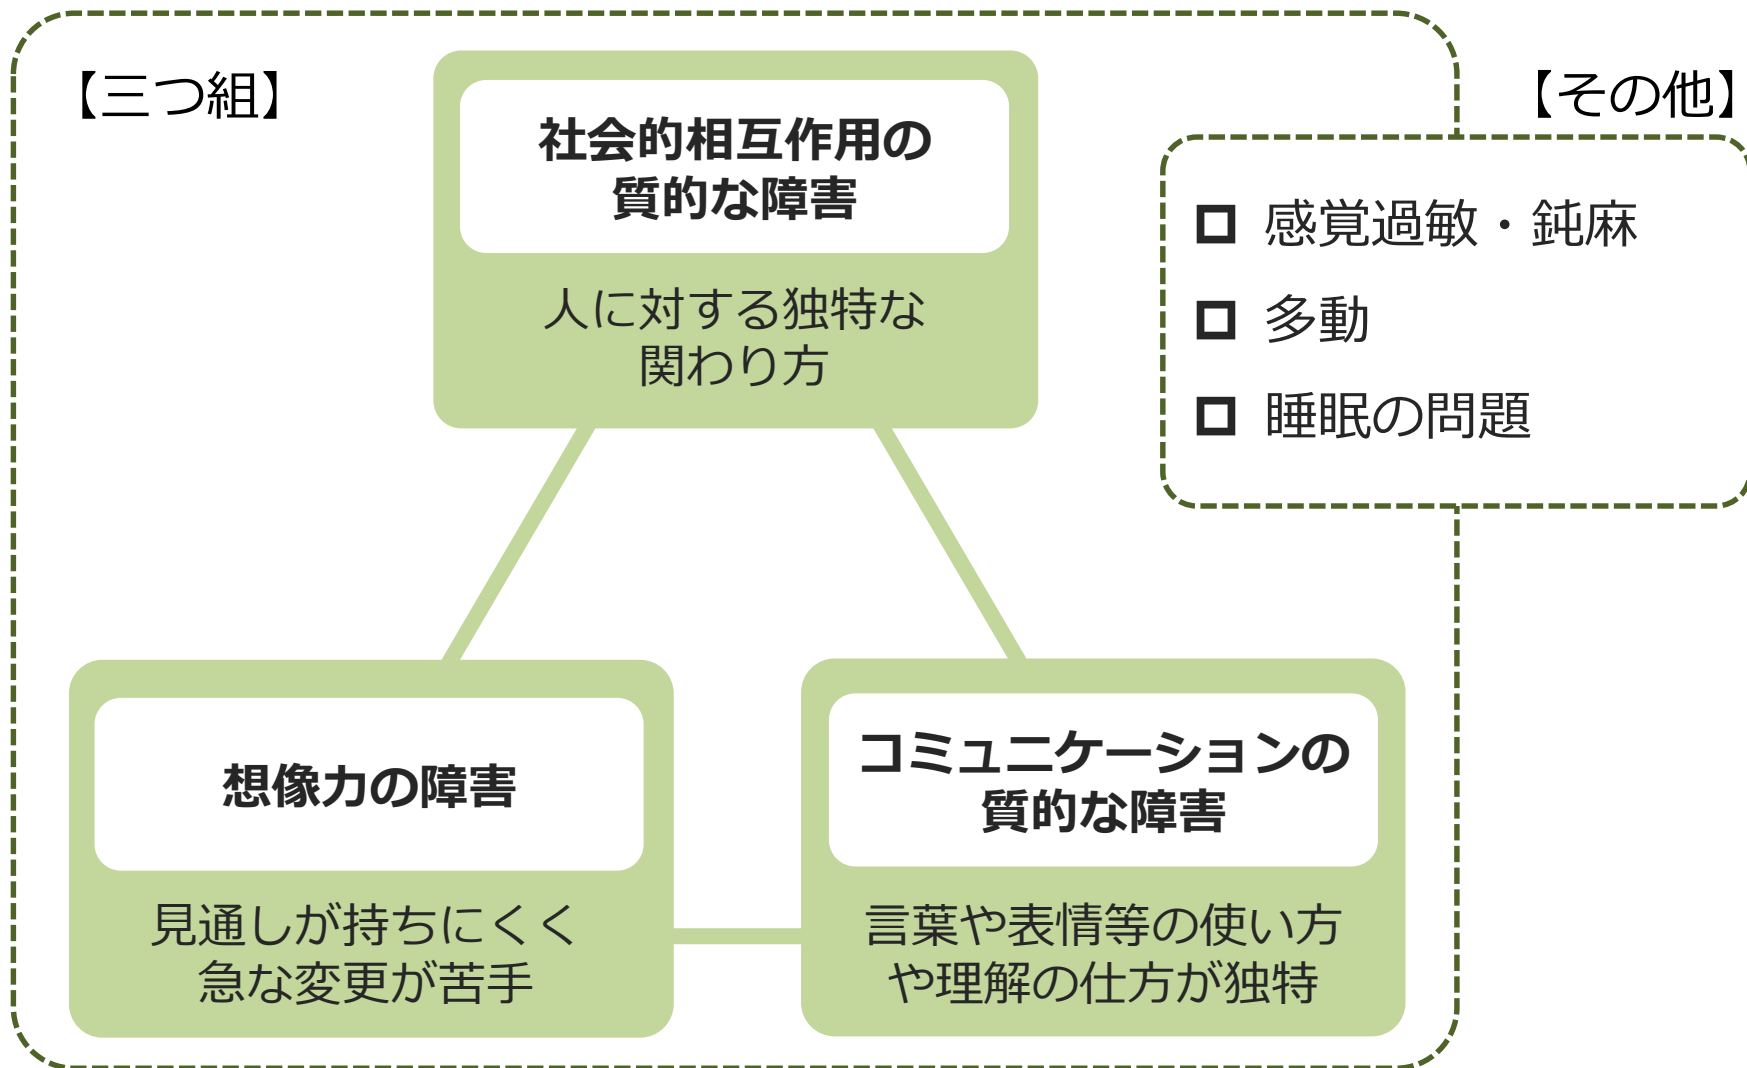 【三つ組】
社会的相互作用の
質的な障害
人に対する独特な
関わり方
想像力の障害
見通しが持ちにくく
急な変更が苦手
コミュニケーションの
質的な障害
言葉や表情等の使い方
や理解の仕方が独特
【その他】
感覚過敏・鈍麻
多動
睡眠の問題